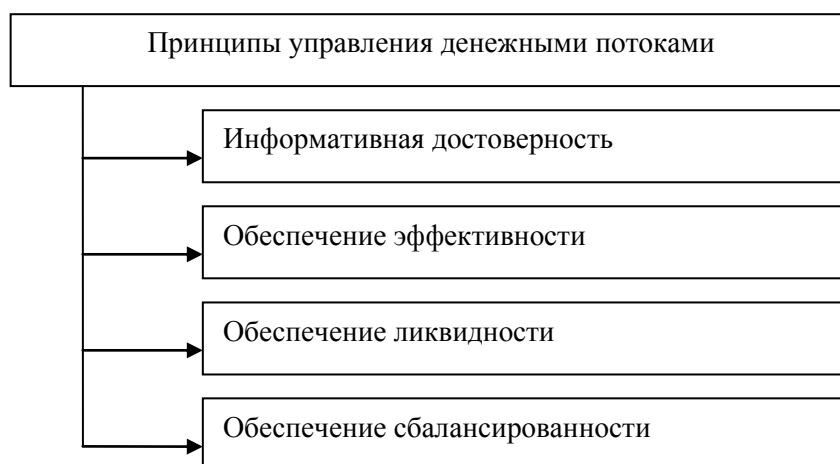 Принципы управления денежными потоками
Информативная достоверность
Обеспечение эффективности
Обеспечение ликвидности
Обеспечение сбалансированности